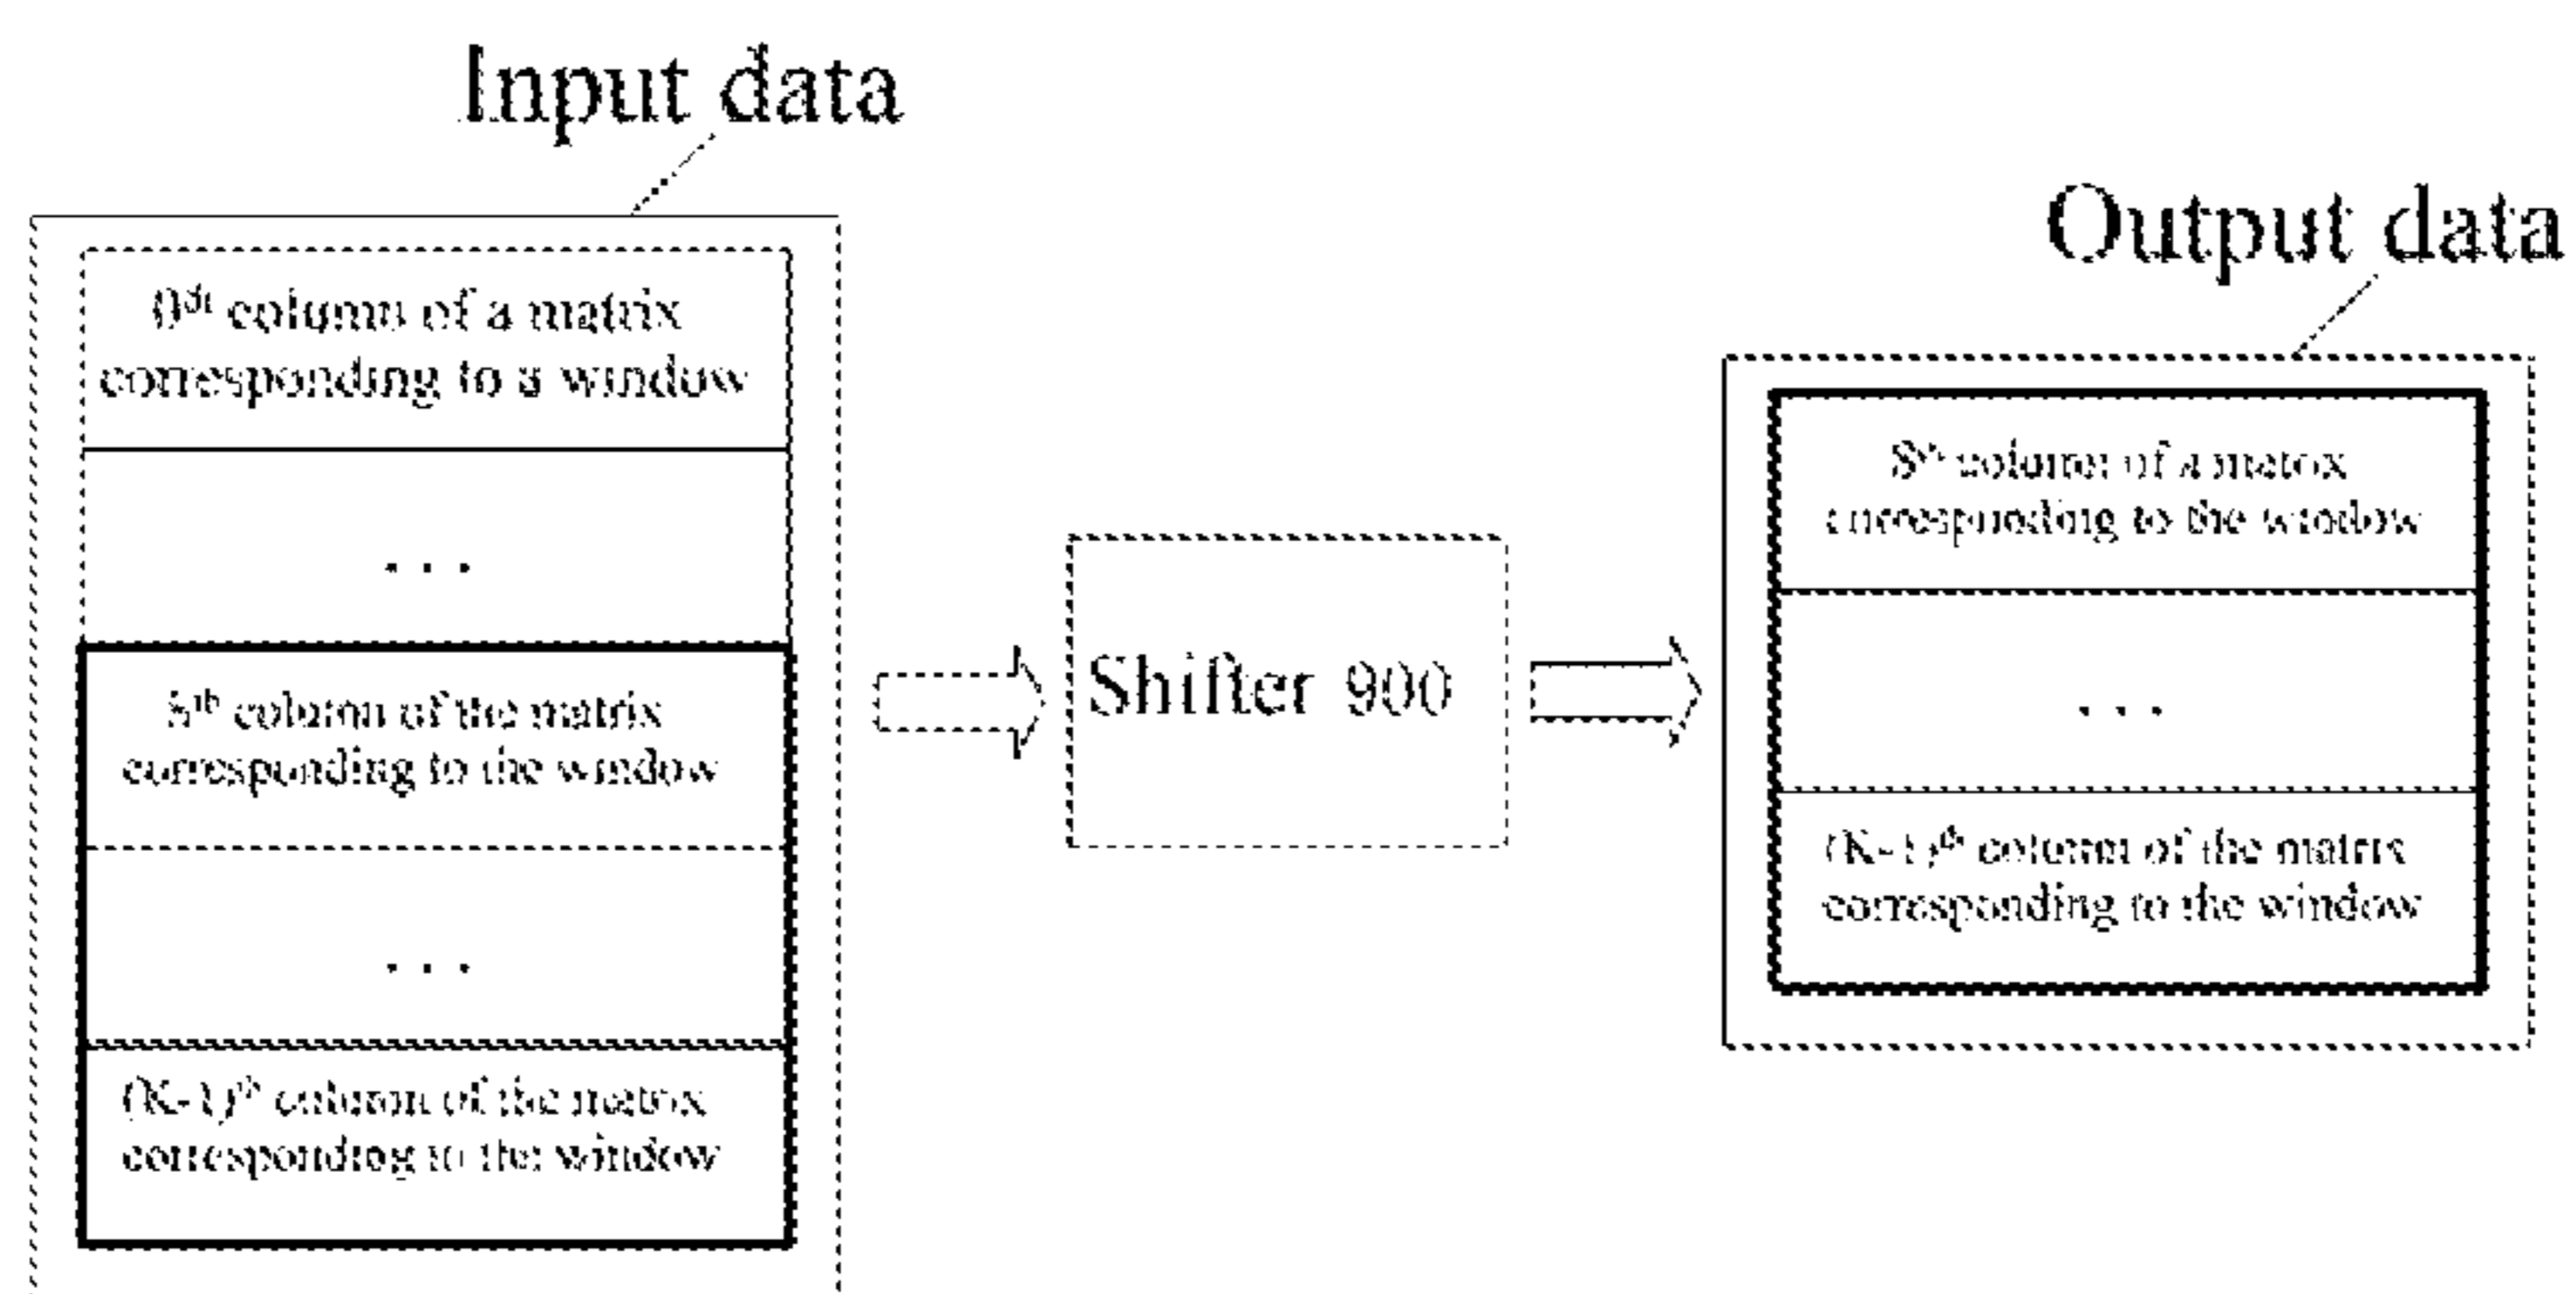 Input data
0th column of a matrix
corresponding to a window
...
Sth column of the matrix
corresponding to the window
...
(K-1)th column of the matrix
corresponding to the window
Shifter 900
Output data
Sth column of a matrix
corresponding to the window
...
(K-1)th column of the matrix
corresponding to the window